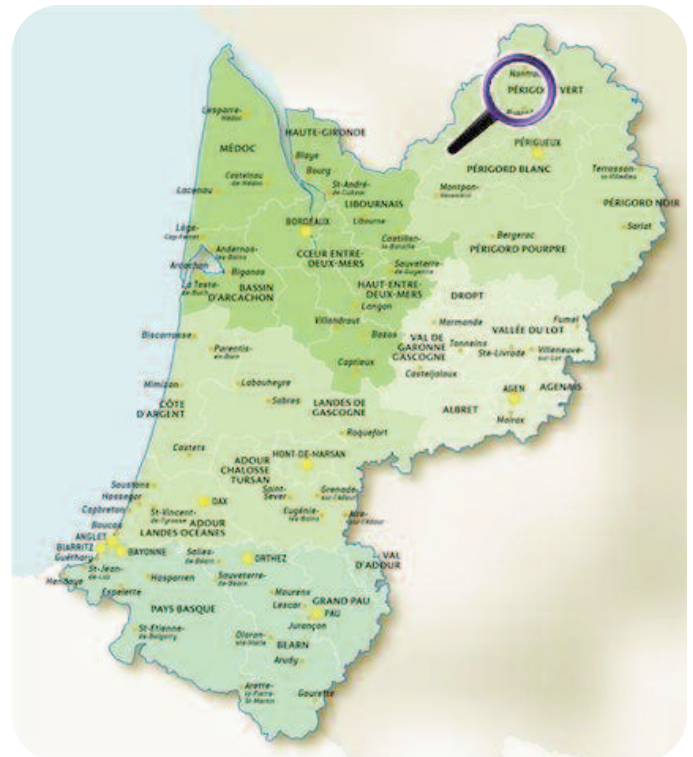 PÉRIGO VERT
PÉRIGUEUX
PÉRIGORD BLANC
Terrasson-
PÉRIGORD NOIR
Sarlat
Montpon-
Bergerac
PÉRIGORD POURPRE
Lesparre-
Médoc
HAUTE-GIRONDE
MÉDOC
Blaye
Bourg
Castelnau
de-Médoc
St-André-
de-Cubzac
Lacanau
LIBOURNAIS
BORDEAUX
Libourne
Lège-
Cap-Ferret
Castillon-
la-Bataille
Andernos-
les-Bains
CŒUR ENTRE-
DEUX-MERS
Sauveterre-
de-Guyenne
Arcachon
Biganos
La Teste-
de-Buch
BASSIN
D'ARCACHON
HAUT-ENTRE-
DEUX-MERS
Langon
DROPT
Villandraut
Marmande
Fumel
VALLÉE DU LOT
Biscarrosse
Bazas
VAL DE
GARONNE
GASCOGNE
Tonneins
Ste-Livrade
Villeneuve-
sur-Lot
Parentis-
en-Born
Captieux
Casteljaloux
Mimizan
Labouheyre
AGEN
AGENAIS
CÔTE
D'ARGENT
Sabres
LANDES DE
GASCOGNE
ALBRET
Moirax
Roquefort
Castets
ADOUR
CHALOSSE
TURSAN
MONT-DE-MARSAN
Soustons
Hossegor
Capbreton
DAX
Saint-
Sever
Grenade-
sur-l'Adour
St-Vincent-
de-Tyrosse
Eugénie-
les-Bains
Aire-
sur-l'Adour
Boucau
ADOUR
LANDES OCÉANES
ANGLET
BIARRITZ
BAYONNE
Guéthary
Salies-
de-Béarn
ORTHEZ
VAL
D'ADOUR
St-Jean-
de-Luz
Hendaye
Hasparren
Sauveterre-
de-Béarn
Espelette
Mourenx
PAYS BASQUE
Lescar
GRAND PAU
PAU
Jurançon
St-Etienne-
de-Baïgorry
Oloron-
Ste-Marie
BÉARN
Arudy
Arette-
la-Pierre-
St-Martin
Gourette